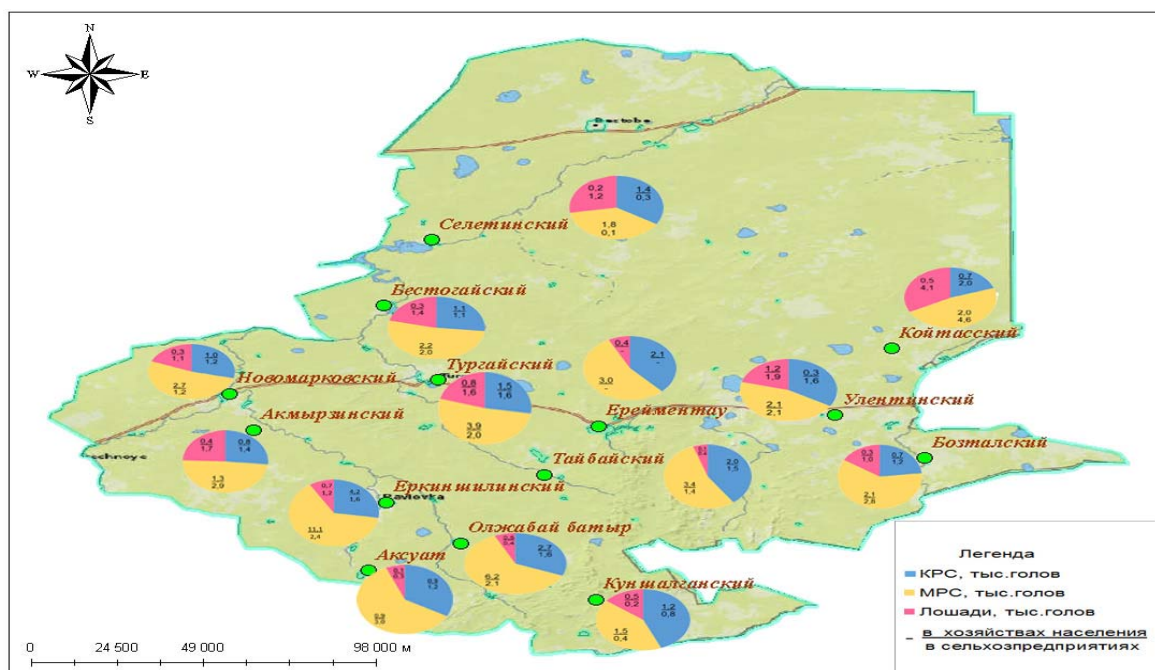 N
W E
S
Bestobe
0,2
1,2
1,4
0,3
1,8
0,1
Селетинский
Бестогайский
0,3
1,4
1,1
1,1
2,2
2,0
0,5
4,1
0,7
2,0
2,0
4,6
Койтасский
0,3
1,1
1,0
1,2
2,7
1,2
Новомарковский
Тургайский
Tur
0,8
1,6
1,5
1,6
3,9
2,0
0,4
-
2,1
-
3,0
-
Ерейментау
1,2
1,9
0,3
1,6
2,1
2,1
Улентинский
Акмырзинский
0,4
1,7
0,8
1,4
1,3
2,9
Тайбайский
2,0
1,5
3,4
1,4
Бозталский
0,3
1,0
0,7
1,2
2,1
2,8
Еркиншилинский
Pavlovka
0,7
1,2
4,2
1,6
11,1
2,4
Олжабай батыр
2,7
1,6
6,2
2,1
Аксуат
Куншалганский
0,5
0,2
1,2
0,8
1,5
0,4
Легенда
КРС, тыс.голов
МРС, тыс.голов
Лошади, тыс.голов
- в хозяйствах населения
в сельхозпредприятиях
0 24 500 49 000 98 000 м